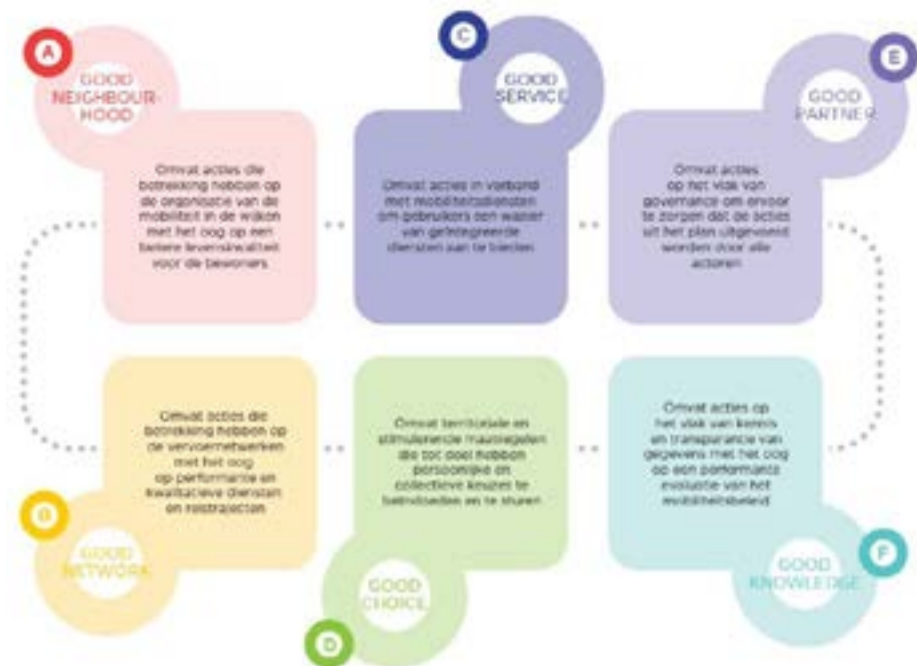 A
GOOD
NEIGHBOUR-
HOOD
Omvat acties die
betrekking hebben op
de organisatie van de
mobiliteit in de wijken
met het oog op een
betere levenskwaliteit
voor de bewoners
C
GOOD
SERVICE
Omvat acties in verband
met mobiliteitsdiensten
om gebruikers een waaier
van geïntegreerde
diensten aan te bieden
E
GOOD
PARTNER
Omvat acties
op het vlak van
governance om ervoor
te zorgen dat de acties
uit het plan uitgevoerd
worden door alle
actoren
Omvat acties die
betrekking hebben op
de vervoernetwerken
met het oog
op performante en
kwalitatieve diensten
en reistrajecten
B
GOOD
NETWORK
Omvat territoriale en
stimulerende maatregelen
die tot doel hebben
persoonlijke en
collectieve keuzes te
beïnvloeden en te sturen
D
GOOD
CHOICE
Omvat acties op
het vlak van kennis
en transparantie van
gegevens met het oog
op een performante
evaluatie van het
mobiliteitsbeleid
F
GOOD
KNOWLEDGE